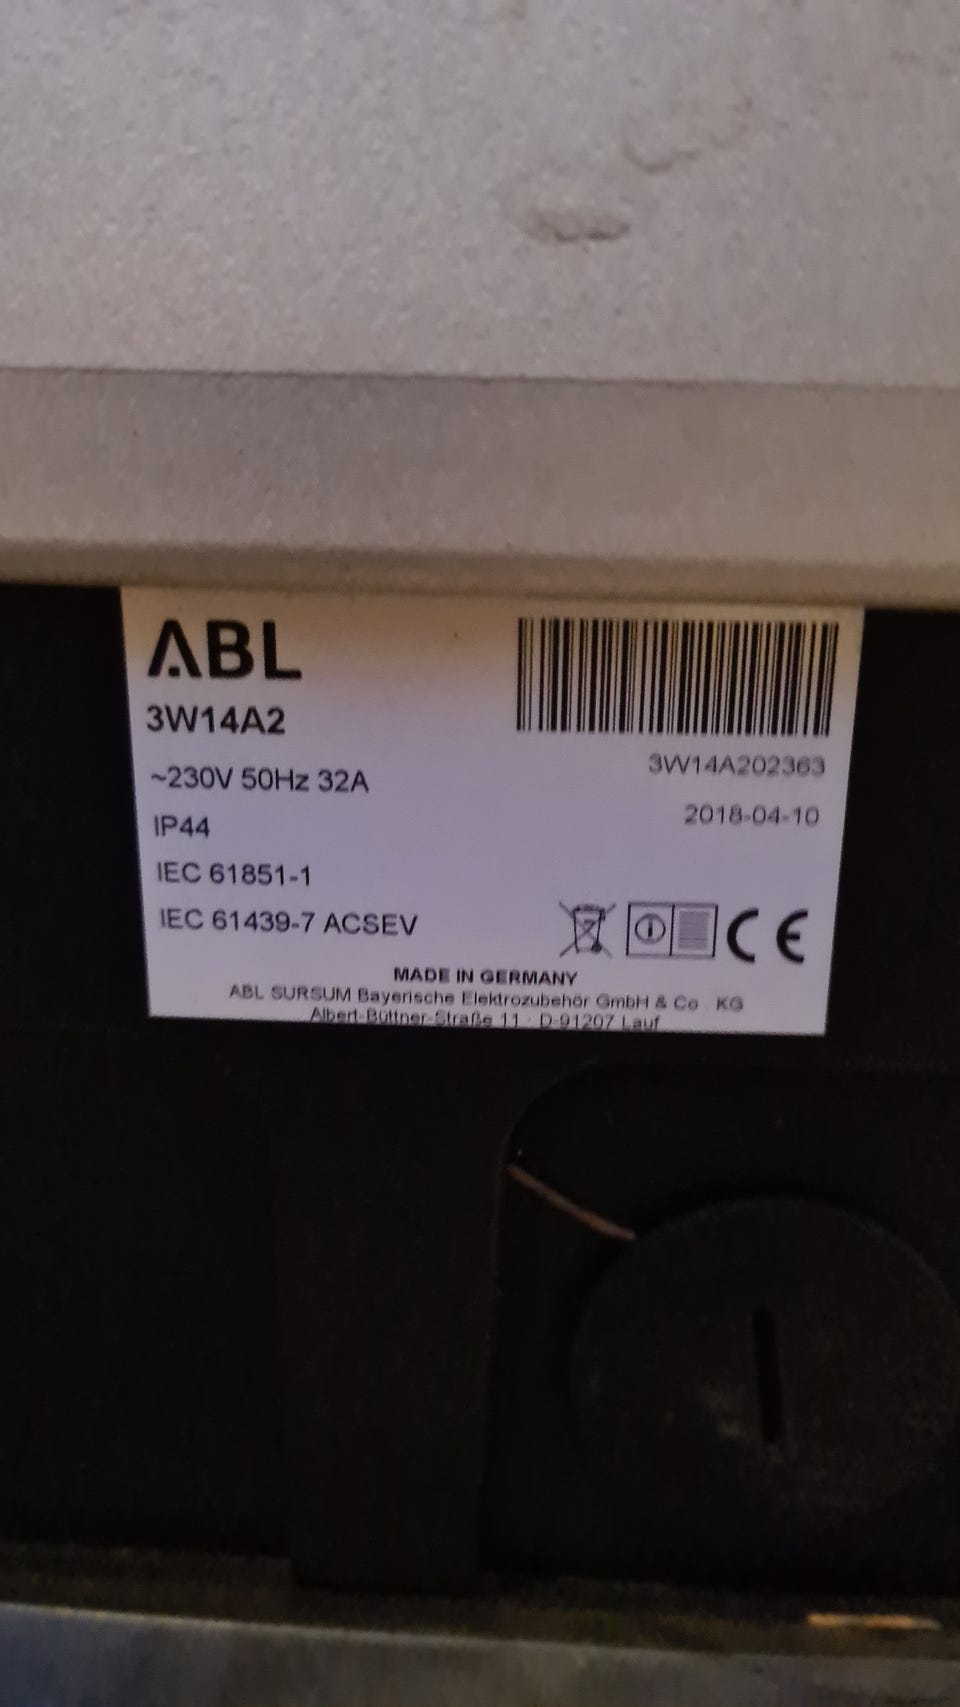 ABL
3W14A2
~230V 50Hz 32A
IP44
IEC 61851-1
IEC 61439-7 ACSEV
3W14A202363
2018-04-10
CE
MADE IN GERMANY
ABL SURSUM Bayerische Elektrozubehör GmbH & Co. KG
Albert-Büttner-Straße 11 · D-91207 Lauf